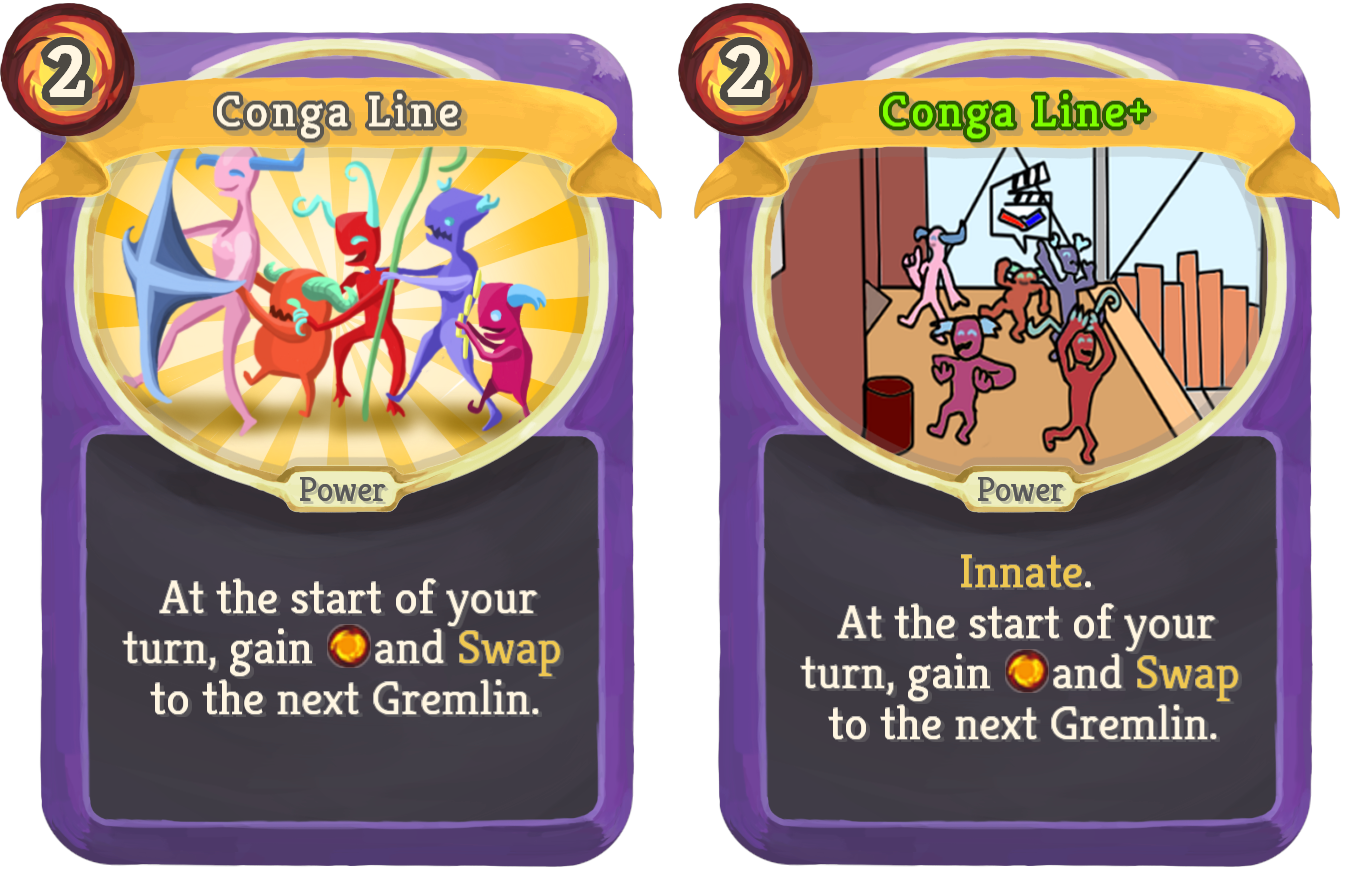 2
Conga Line
Power
At the start of your
turn, gain and Swap
to the next Gremlin.
2
Conga Line+
Power
Innate.
At the start of your
turn, gain and Swap
to the next Gremlin.